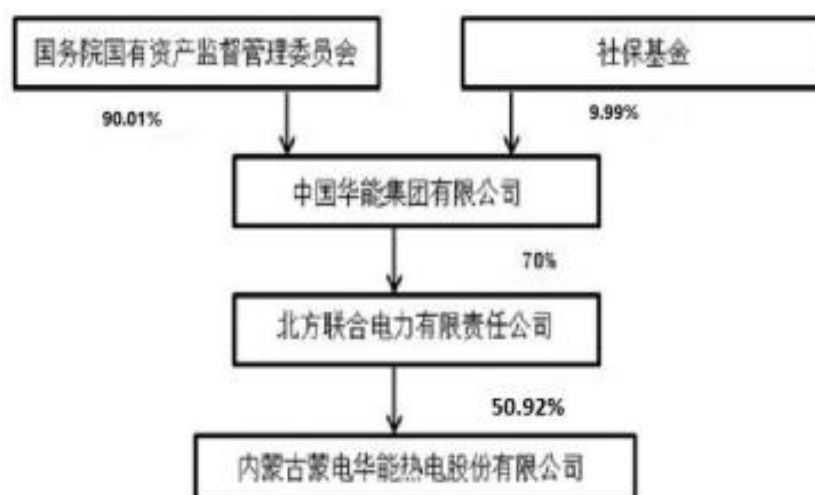 国务院国有资产监督管理委员会
社保基金
90.01%
9.99%
中国华能集团有限公司
70%
北方联合电力有限责任公司
50.92%
内蒙古蒙电华能热电股份有限公司